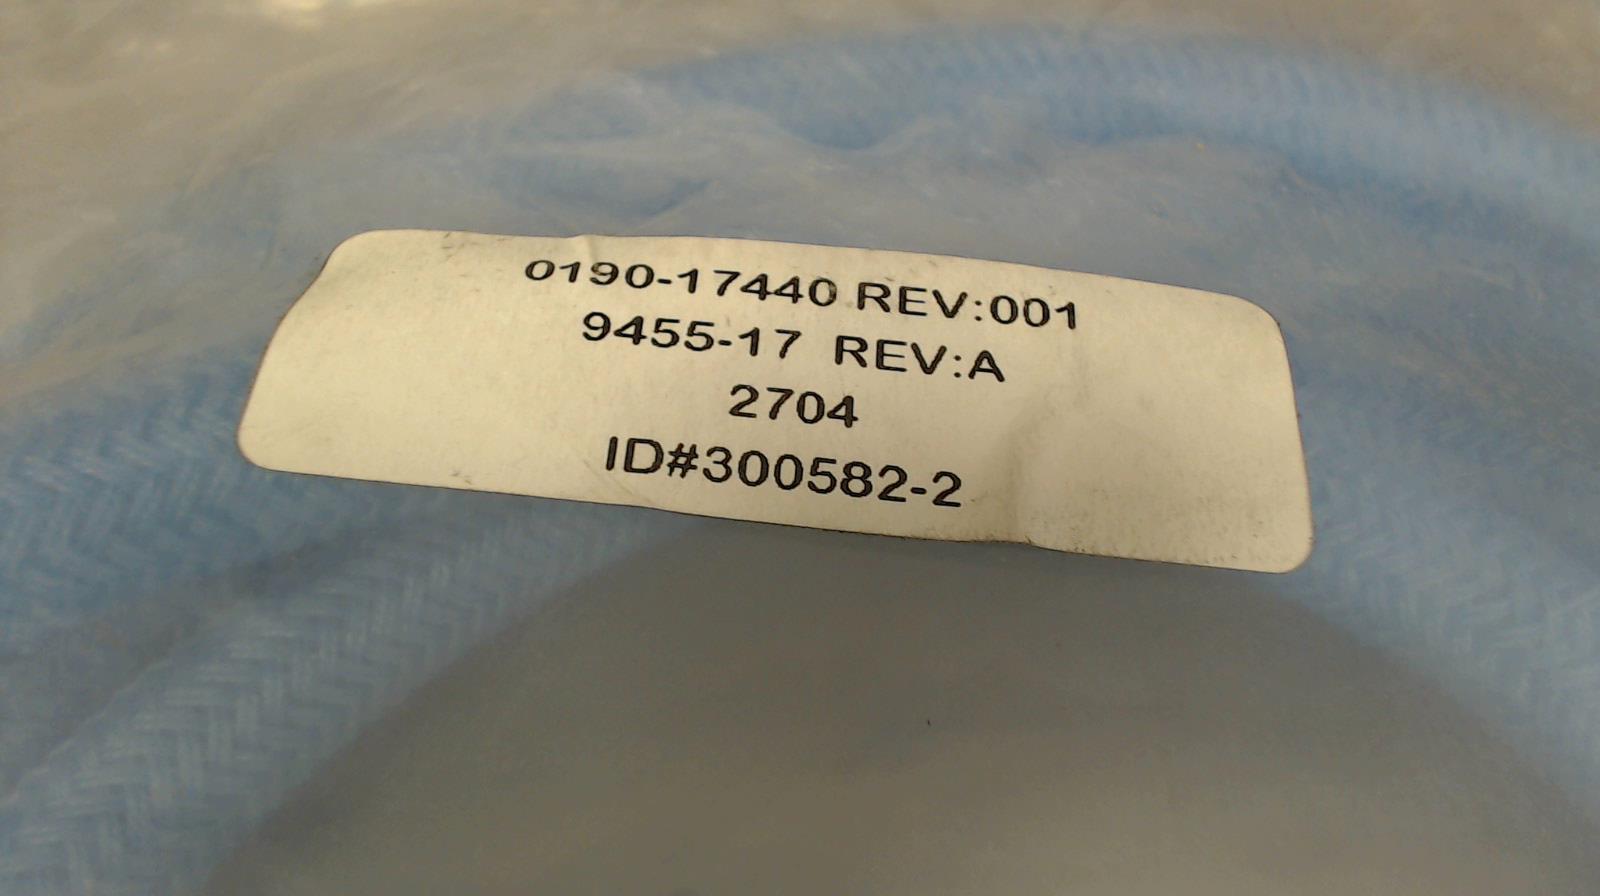 0190-17440 REV:001
9455-17 REV:A
2704
ID#300582-2